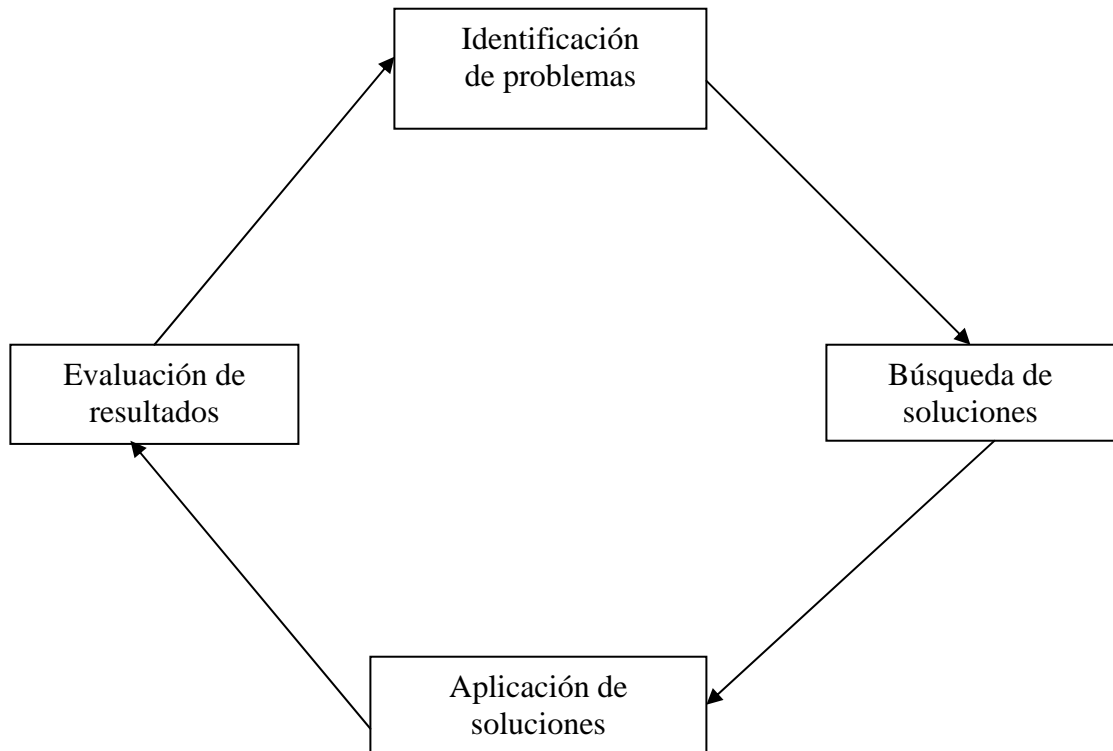 Identificación
de problemas
Búsqueda de
soluciones
Aplicación de
soluciones
Evaluación de
resultados